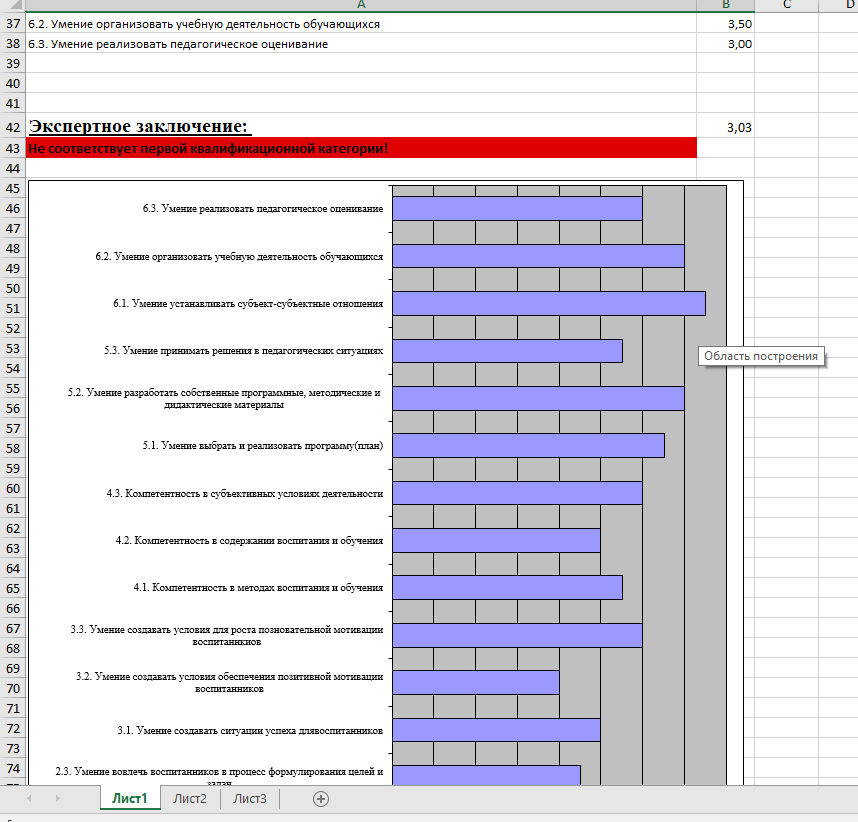 A B C D
37 6.2. Умение организовать учебную деятельность обучающихся 3,50
38 6.3. Умение реализовать педагогическое оценивание 3,00
39
40
41
42 Экспертное заключение: 3,03
43 Не соответствует первой квалификационной категории!
44
45
46 6.3. Умение реализовать педагогическое оценивание
47
48 6.2. Умение организовать учебную деятельность обучающихся
49
50
51 6.1. Умение устанавливать субъект-субъектные отношения
52
53 5.3. Умение принимать решения в педагогических ситуациях
Область построения
54
55 5.2. Умение разработать собственные программные, методические и
56 дидактические материалы
57
58 5.1. Умение выбрать и реализовать программу(план)
59
60 4.3. Компетентность в субъективных условиях деятельности
61
62 4.2. Компетентность в содержании воспитания и обучения
63
64
65 4.1. Компетентность в методах воспитания и обучения
66
67 3.3. Умение создавать условия для роста позновательной мотивации
68 воспитаннкиов
69 3.2. Умение создавать условия обеспечения позитивной мотивации
70 воспитанников
71
72 3.1. Умение создавать ситуации успеха длявоспитанников
73
74 2.3. Умение вовлечь воспитанников в процесс формулирования целей и
задач
Лист1 Лист2 Лист3